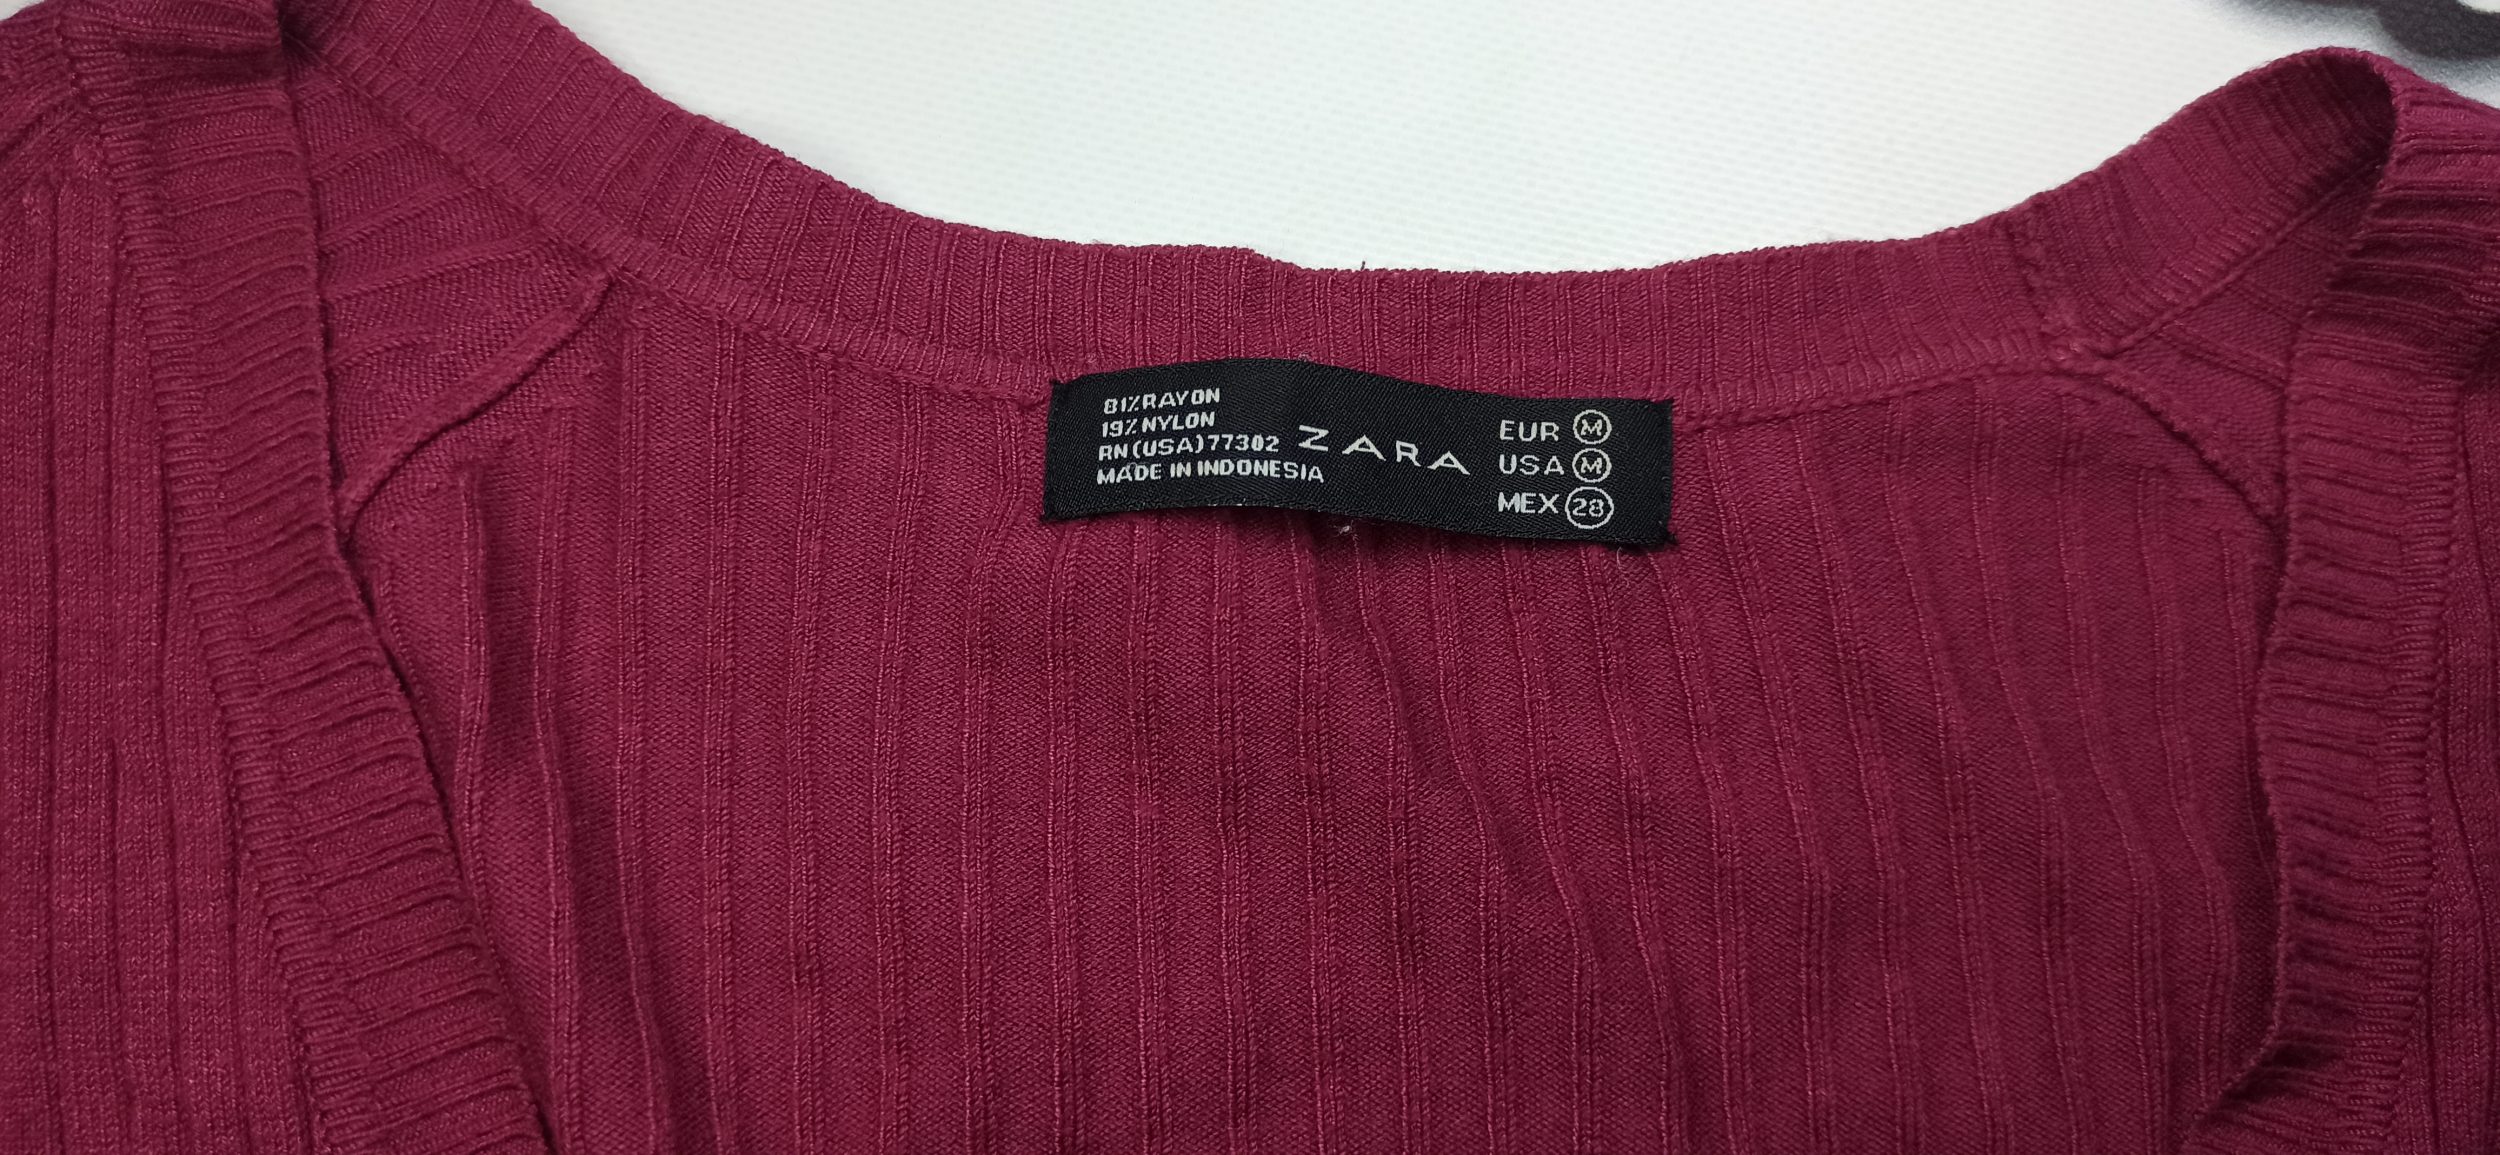 81% RAYON
19% NYLON
RN (USA) 77302
MADE IN INDONESIA
ZARA
EUR M
USA M
MEX 28